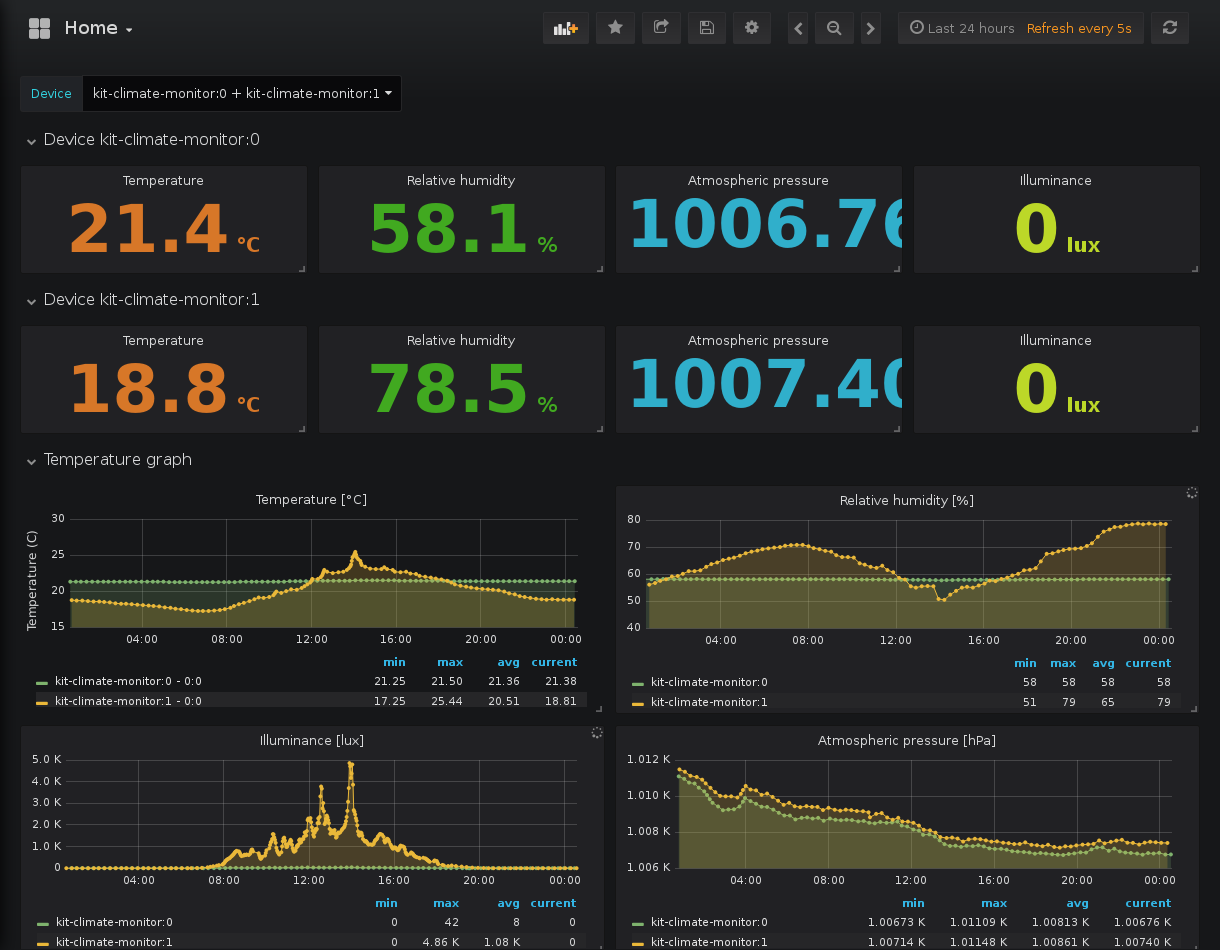 Home
Last 24 hours Refresh every 5s
Device kit-climate-monitor:0 + kit-climate-monitor:1
Device kit-climate-monitor:0
Temperature Relative humidity Atmospheric pressure Illuminance
21.4 °C 58.1 % 1006.76 0 lux
Device kit-climate-monitor:1
Temperature Relative humidity Atmospheric pressure Illuminance
18.8 °C 78.5 % 1007.40 0 lux
Temperature graph
Temperature [°C]
Temperature (C)
30
25
20
15
04:00 08:00 12:00 16:00 20:00 00:00
min max avg current
kit-climate-monitor:0 - 0:0 21.25 21.50 21.36 21.38
kit-climate-monitor:1 - 0:0 17.25 25.44 20.51 18.81
Relative humidity [%]
80
70
60
50
40
04:00 08:00 12:00 16:00 20:00 00:00
min max avg current
kit-climate-monitor:0 58 58 58 58
kit-climate-monitor:1 51 79 65 79
Illuminance [lux]
5.0 K
4.0 K
3.0 K
2.0 K
1.0 K
0
04:00 08:00 12:00 16:00 20:00 00:00
min max avg current
kit-climate-monitor:0 0 42 8 0
kit-climate-monitor:1 0 4.86 K 1.08 K 0
Atmospheric pressure [hPa]
1.012 K
1.010 K
1.008 K
1.006 K
04:00 08:00 12:00 16:00 20:00 00:00
min max avg current
kit-climate-monitor:0 1.00673 K 1.01109 K 1.00813 K 1.00676 K
kit-climate-monitor:1 1.00714 K 1.01148 K 1.00861 K 1.00740 K